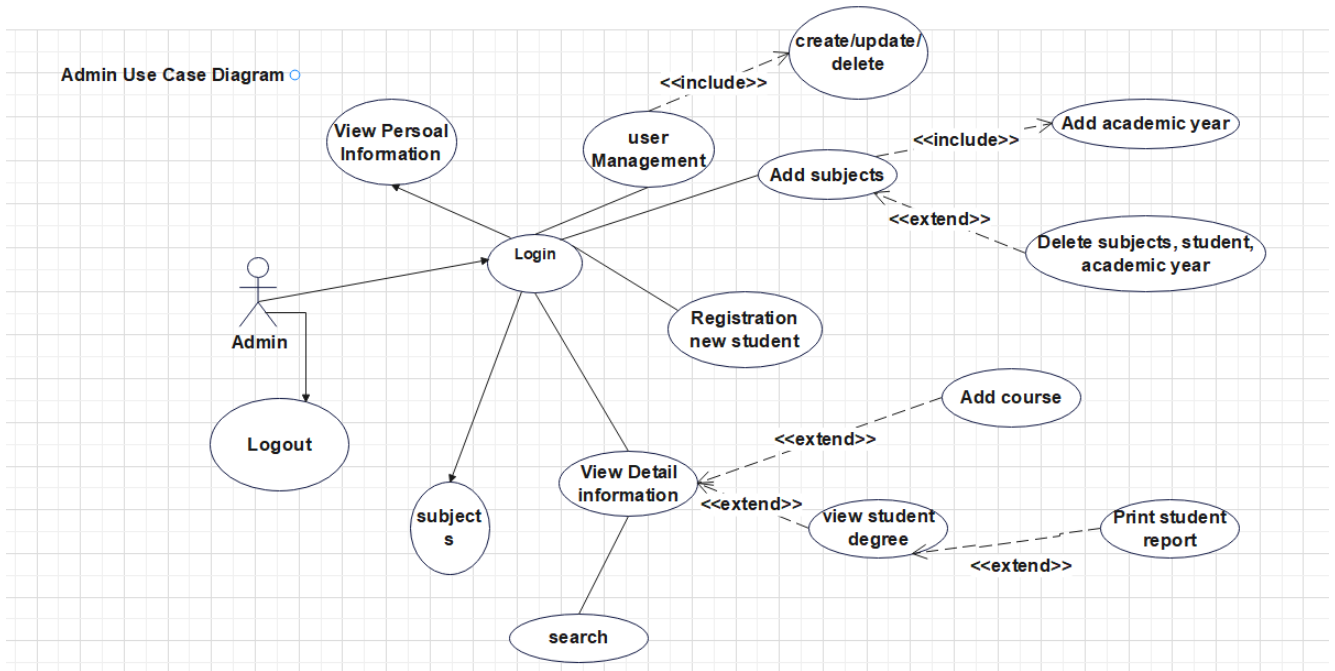 create/update/
delete
Admin Use Case Diagram
<<include>>
View Persoal
Information
user
Management
<<include>>
Add academic year
Add subjects
<<extend>>
Delete subjects, student,
academic year
Login
Registration
new student
Admin
Logout
Add course
<<extend>>
View Detail
information
<<extend>>
subject
s
view student
degree
Print student
report
<<extend>>
search